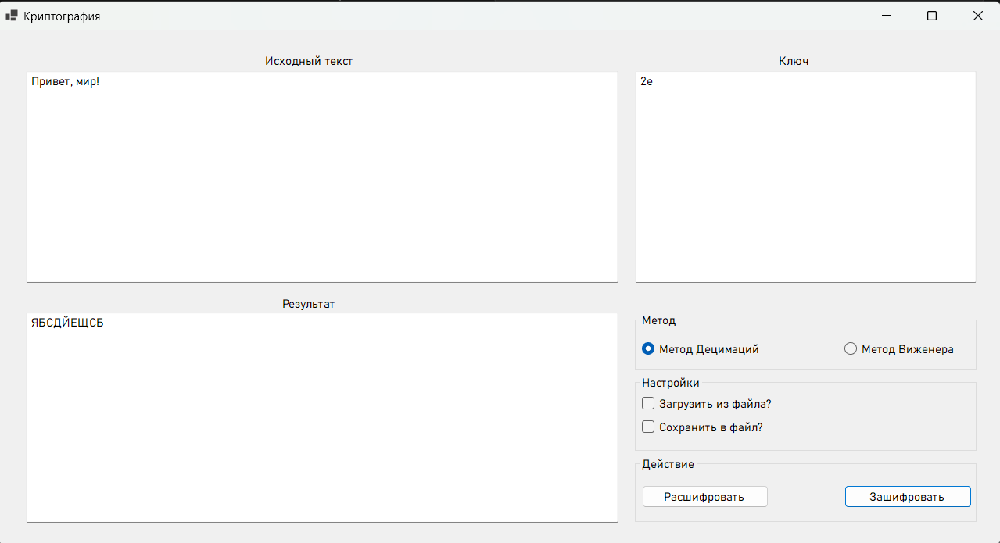 Криптография
Исходный текст
Привет, мир!
Ключ
2е
Результат
ЯБСДЙЕЩСБ
Метод
Метод Децимаций
Метод Виженера
Настройки
Загрузить из файла?
Сохранить в файл?
Действие
Расшифровать
Зашифровать